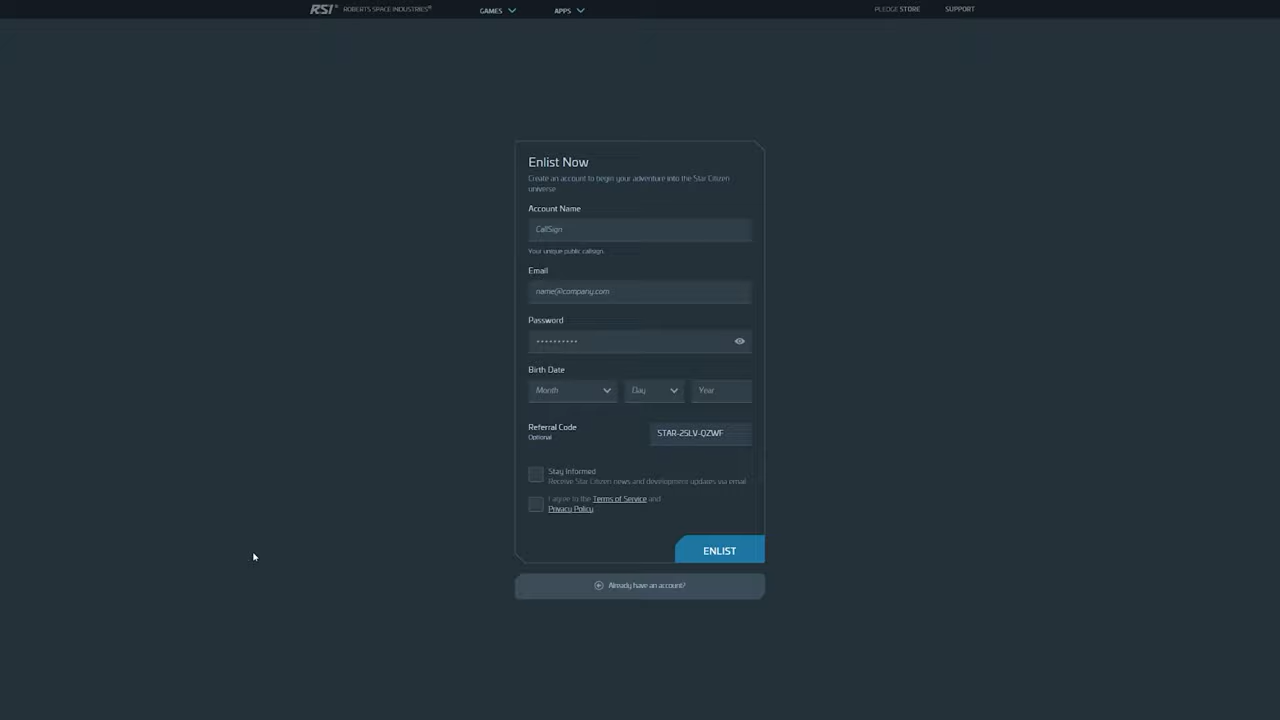 RSI® ROBERTS SPACE INDUSTRIES®
GAMES
APPS
PLEDGE STORE
SUPPORT
Enlist Now
Create an account to begin your adventure into the Star Citizen
universe
Account Name
CallSign
Your unique public callsign.
Email
name@company.com
Password
••••••••••
Birth Date
Month
Day
Year
Referral Code
Optional
STAR-25LV-QZWF
Stay Informed
Receive Star Citizen news and development updates via email
I agree to the Terms of Service and
Privacy Policy.
ENLIST
Already have an account?